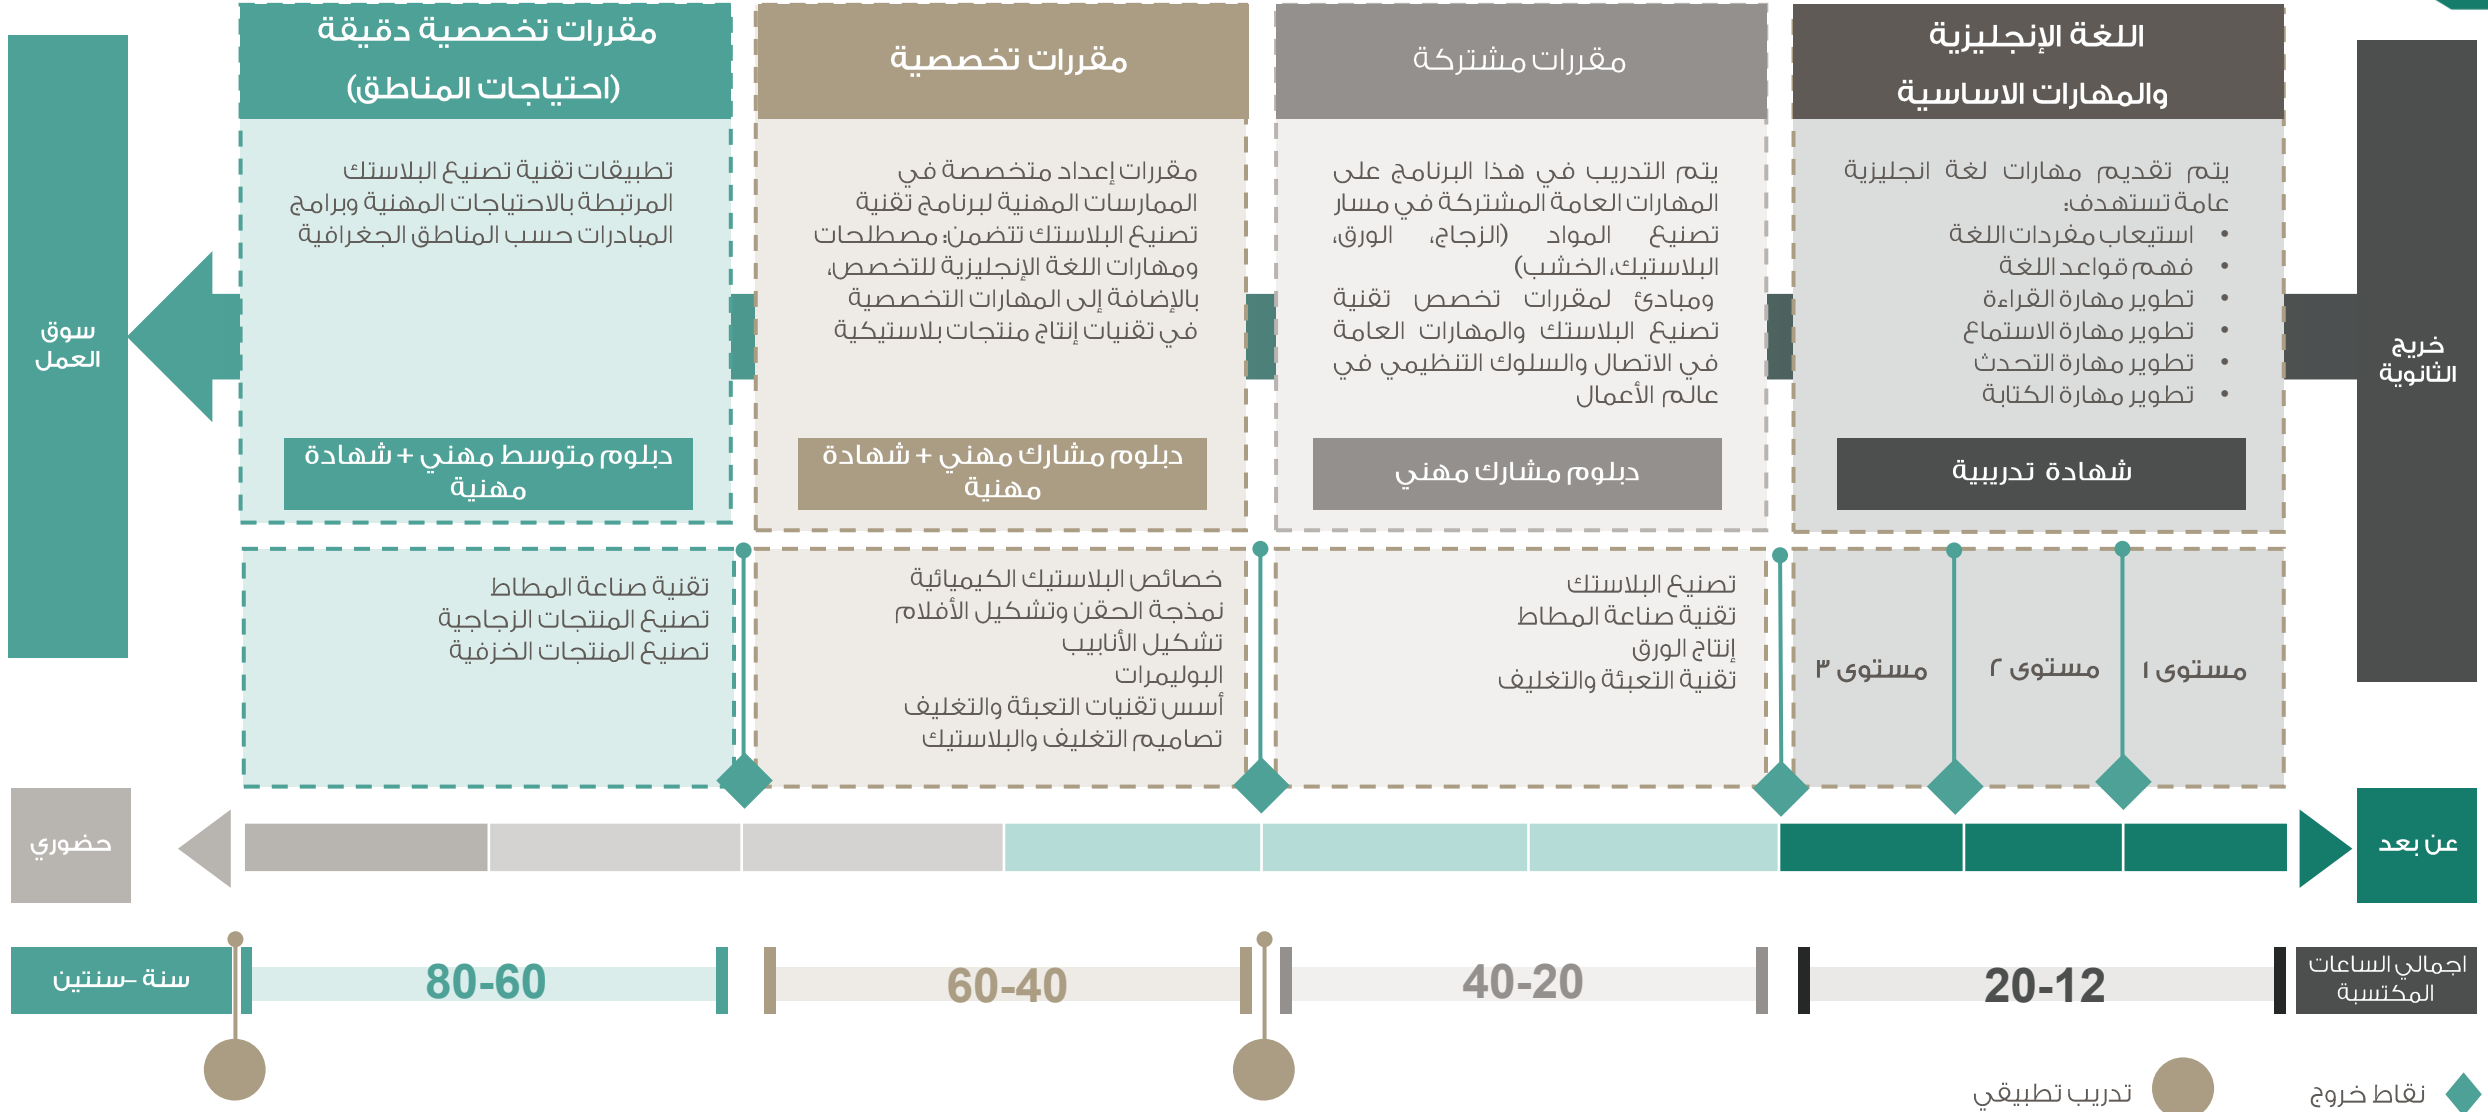 خريج
الثانوية
اللغة الإنجليزية
والمهارات الاساسية
يتم تقديم مهارات لغة انجليزية
عامة تستهدف:
• استيعاب مفردات اللغة
• فهم قواعد اللغة
• تطوير مهارة القراءة
• تطوير مهارة الاستماع
• تطوير مهارة التحدث
• تطوير مهارة الكتابة
شهادة تدريبية
مقررات مشتركة
يتم التدريب في هذا البرنامج على
المهارات العامة المشتركة في مسار
تصنيع المواد (الزجاج، الورق،
البلاستيك، الخشب)
ومبادئ لمقررات تخصص تقنية
تصنيع البلاستك والمهارات العامة
في الاتصال والسلوك التنظيمي في
عالم الأعمال
دبلوم مشارك مهني
مقررات تخصصية
مقررات إعداد متخصصة في
الممارسات المهنية لبرنامج تقنية
تصنيع البلاستك تتضمن: مصطلحات
ومهارات اللغة الإنجليزية للتخصص،
بالإضافة إلى المهارات التخصصية
في تقنيات إنتاج منتجات بلاستيكية
دبلوم مشارك مهني + شهادة
مهنية
مقررات تخصصية دقيقة
(احتياجات المناطق)
تطبيقات تقنية تصنيع البلاستك
المرتبطة بالاحتياجات المهنية وبرامج
المبادرات حسب المناطق الجغرافية
دبلوم متوسط مهني + شهادة
مهنية
سوق
العمل
مستوى ١
مستوى ٢
مستوى ٣
تصنيع البلاستك
تقنية صناعة المطاط
إنتاج الورق
تقنية التعبئة والتغليف
خصائص البلاستيك الكيميائية
نمذجة الحقن وتشكيل الأفلام
تشكيل الأنابيب
البوليمرات
أسس تقنيات التعبئة والتغليف
تصاميم التغليف والبلاستيك
تقنية صناعة المطاط
تصنيع المنتجات الزجاجية
تصنيع المنتجات الخزفية
عن بعد
حضوري
اجمالي الساعات
المكتسبة
20-12
40-20
60-40
80-60
سنة –سنتين
نقاط خروج
تدريب تطبيقي